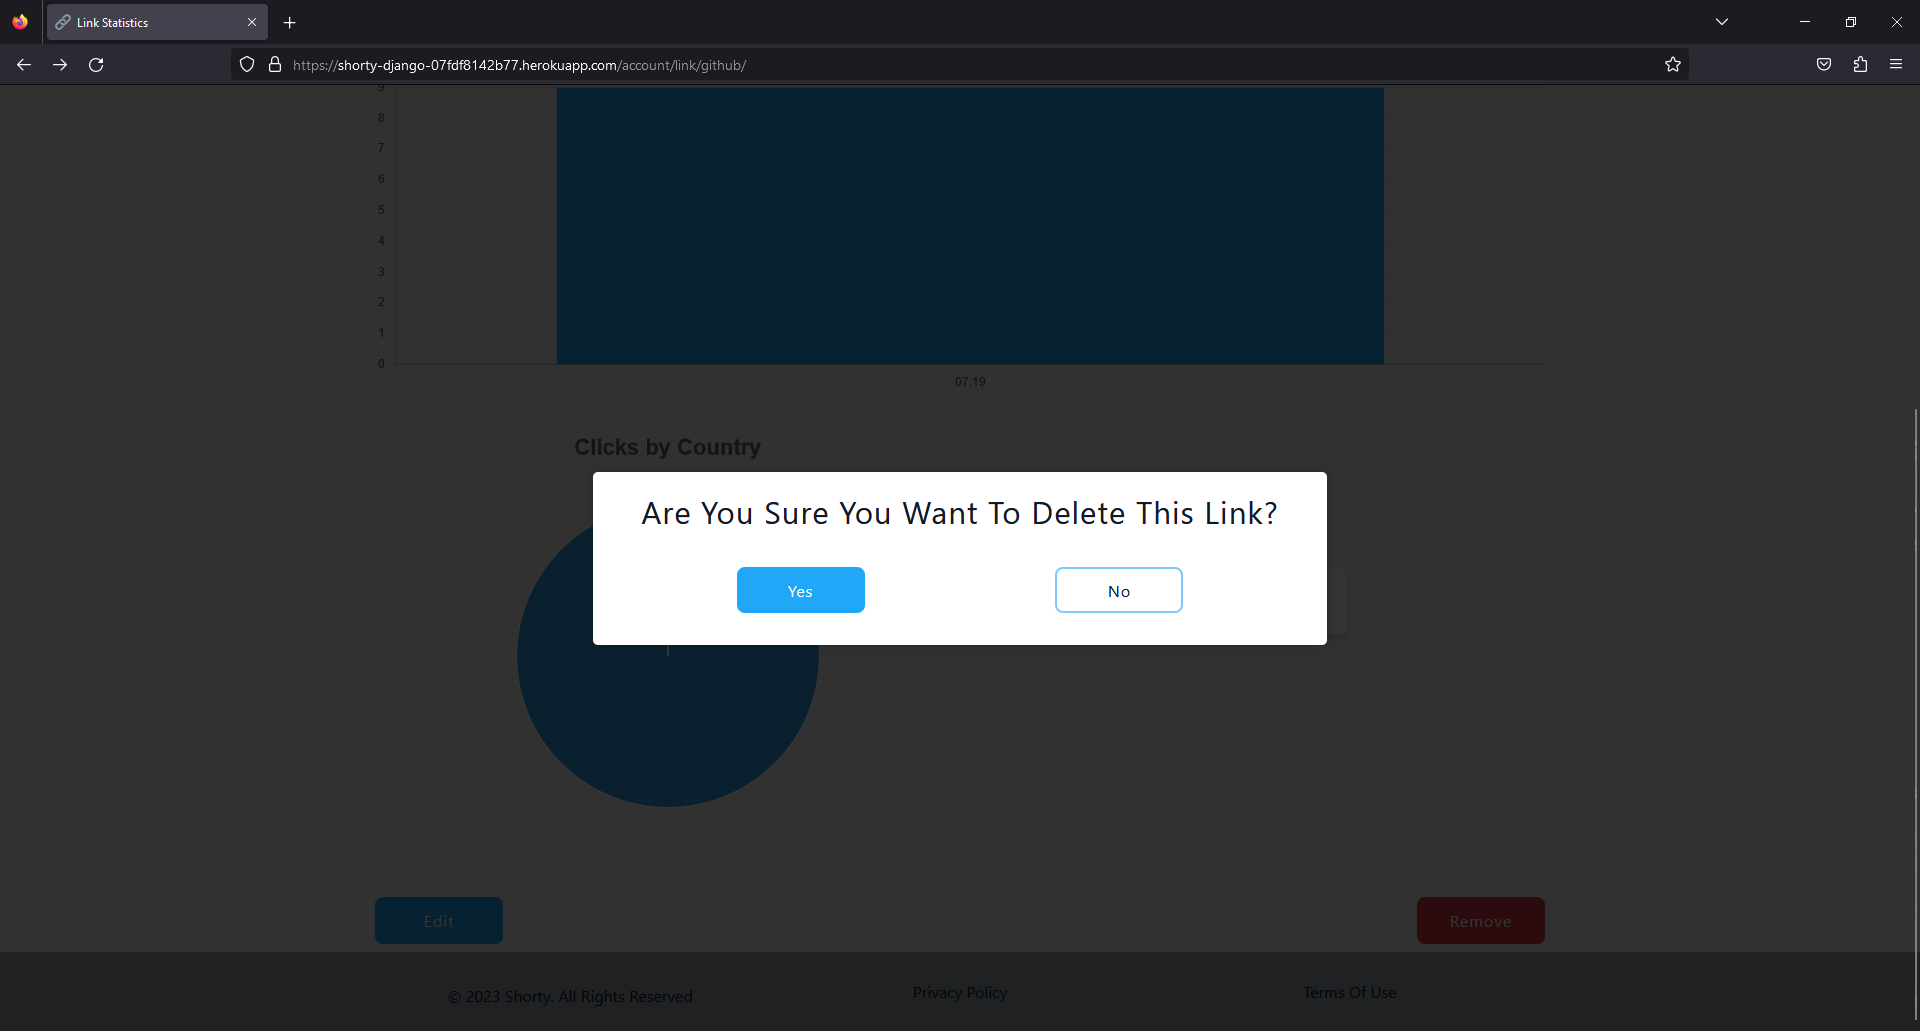 Link Statistics
https://shorty-django-07fdf8142b77.herokuapp.com/account/link/github/
9
8
7
6
5
4
3
2
1
0
07.19
Clicks by Country
Are You Sure You Want To Delete This Link?
Yes
No
Edit
Remove
© 2023 Shorty. All Rights Reserved
Privacy Policy
Terms Of Use